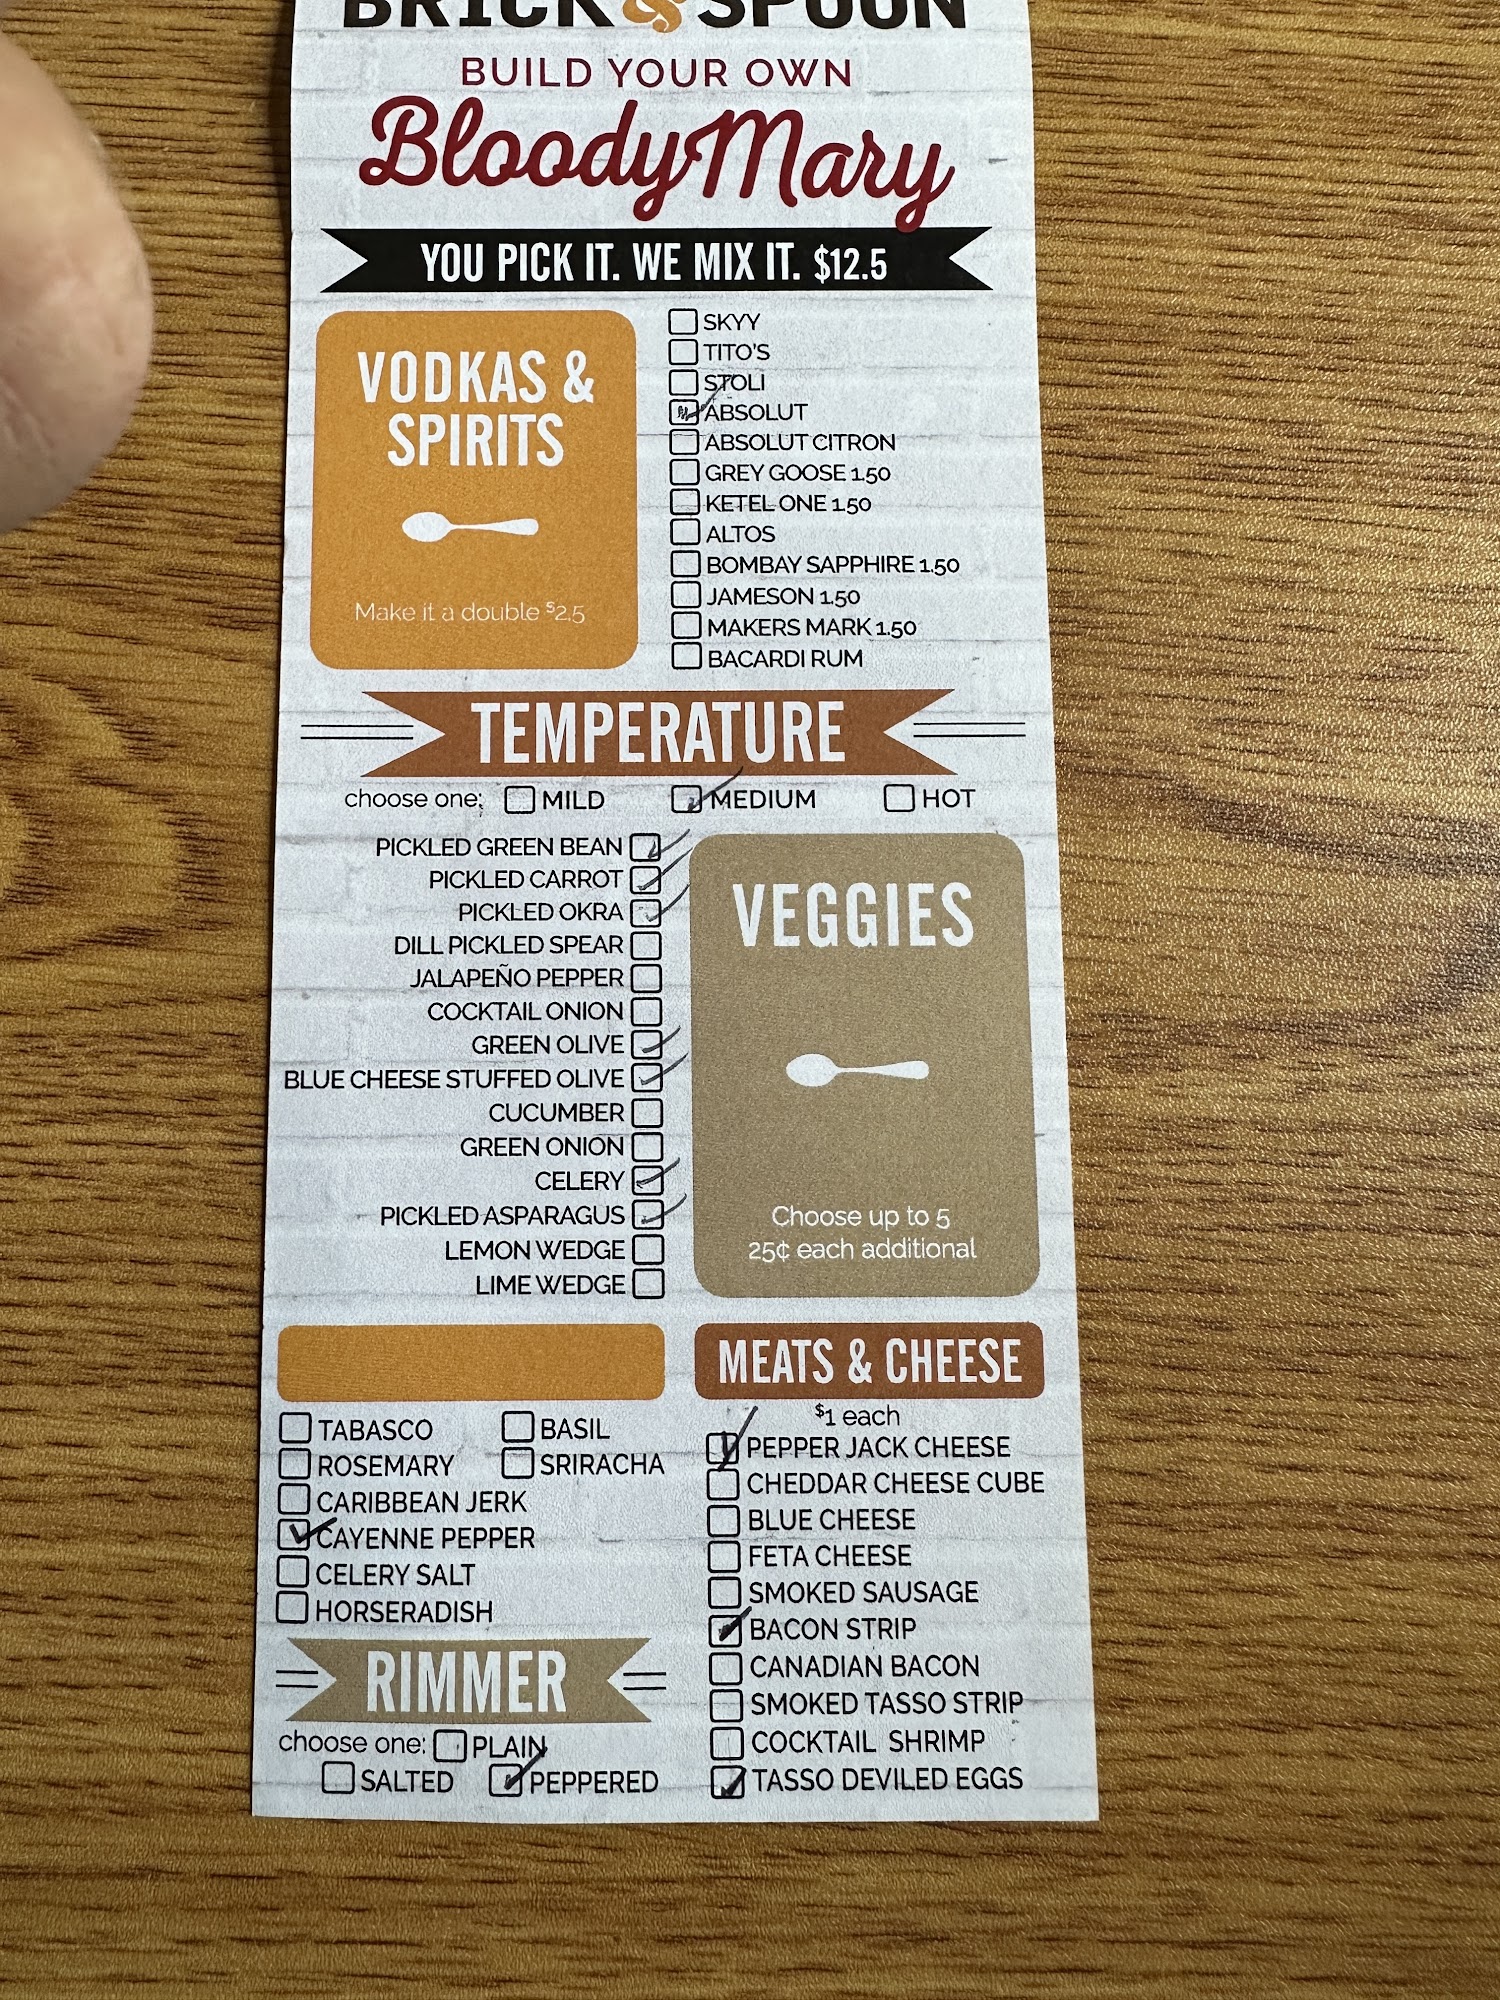 BRICK & SPOON
BUILD YOUR OWN
Bloody Mary
YOU PICK IT. WE MIX IT. $12.5
VODKAS &
SPIRITS
Make it a double $2.5
SKYY
TITO'S
STOLI
ABSOLUT
ABSOLUT CITRON
GREY GOOSE 1.50
KETEL ONE 1.50
ALTOS
BOMBAY SAPPHIRE 1.50
JAMESON 1.50
MAKERS MARK 1.50
BACARDI RUM
TEMPERATURE
choose one: MILD MEDIUM HOT
PICKLED GREEN BEAN
PICKLED CARROT
PICKLED OKRA
DILL PICKLED SPEAR
JALAPEÑO PEPPER
COCKTAIL ONION
GREEN OLIVE
BLUE CHEESE STUFFED OLIVE
CUCUMBER
GREEN ONION
CELERY
PICKLED ASPARAGUS
LEMON WEDGE
LIME WEDGE
VEGGIES
Choose up to 5
25¢ each additional
TABASCO BASIL
ROSEMARY SRIRACHA
CARIBBEAN JERK
CAYENNE PEPPER
CELERY SALT
HORSERADISH
RIMMER
choose one: PLAIN
SALTED PEPPERED
MEATS & CHEESE
$1 each
PEPPER JACK CHEESE
CHEDDAR CHEESE CUBE
BLUE CHEESE
FETA CHEESE
SMOKED SAUSAGE
BACON STRIP
CANADIAN BACON
SMOKED TASSO STRIP
COCKTAIL SHRIMP
TASSO DEVILED EGGS